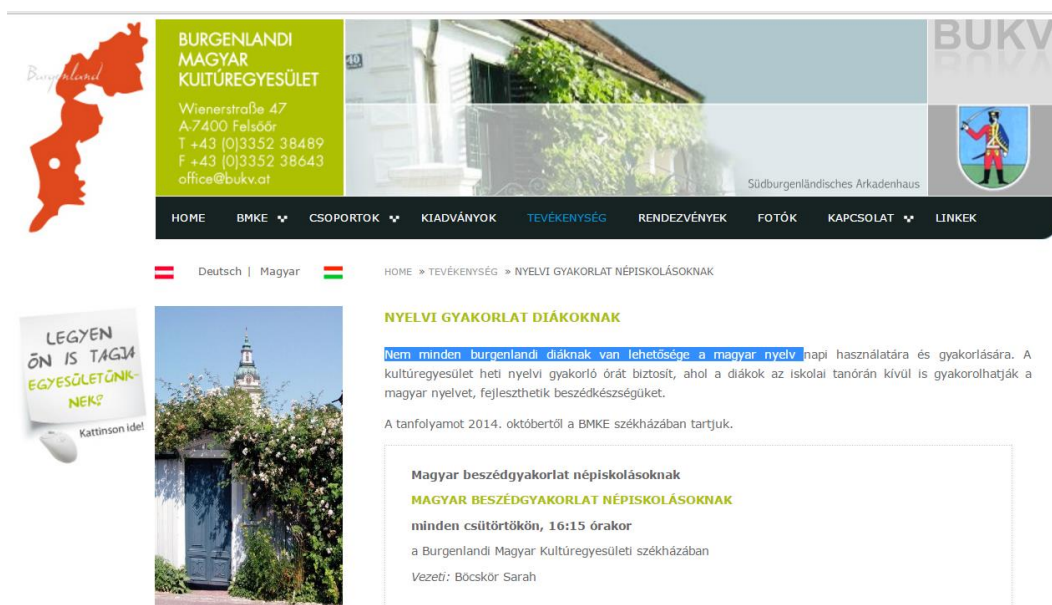 Burgenland
BURGENLANDI
MAGYAR
KULTÚREGYESÜLET
Wienerstraße 47
A-7400 Felsőőr
T +43 (0)3352 38489
F +43 (0)3352 38643
office@bukv.at
40
BUKV
Südburgenländisches Arkadenhaus
HOME BMKE CSOPORTOK KIADVÁNYOK TEVÉKENYSÉG RENDEZVÉNYEK FOTÓK KAPCSOLAT LINKEK
Deutsch | Magyar
HOME » TEVÉKENYSÉG » NYELVI GYAKORLAT NÉPISKOLÁSOKNAK
LEGYEN
ÖN IS TAGJA
EGYESÜLETÜNK-
NEK?
Kattinson ide!
NYELVI GYAKORLAT DIÁKOKNAK
Nem minden burgenlandi diáknak van lehetősége a magyar nyelv napi használatára és gyakorlására. A
kultúregyesület heti nyelvi gyakorló órát biztosít, ahol a diákok az iskolai tanórán kívül is gyakorolhatják a
magyar nyelvet, fejleszthetik beszédkészségüket.
A tanfolyamot 2014. októbertől a BMKE székházában tartjuk.
Magyar beszédgyakorlat népiskolásoknak
MAGYAR BESZÉDGYAKORLAT NÉPISKOLÁSOKNAK
minden csütörtökön, 16:15 órakor
a Burgenlandi Magyar Kultúregyesületi székházában
Vezeti: Böcskör Sarah